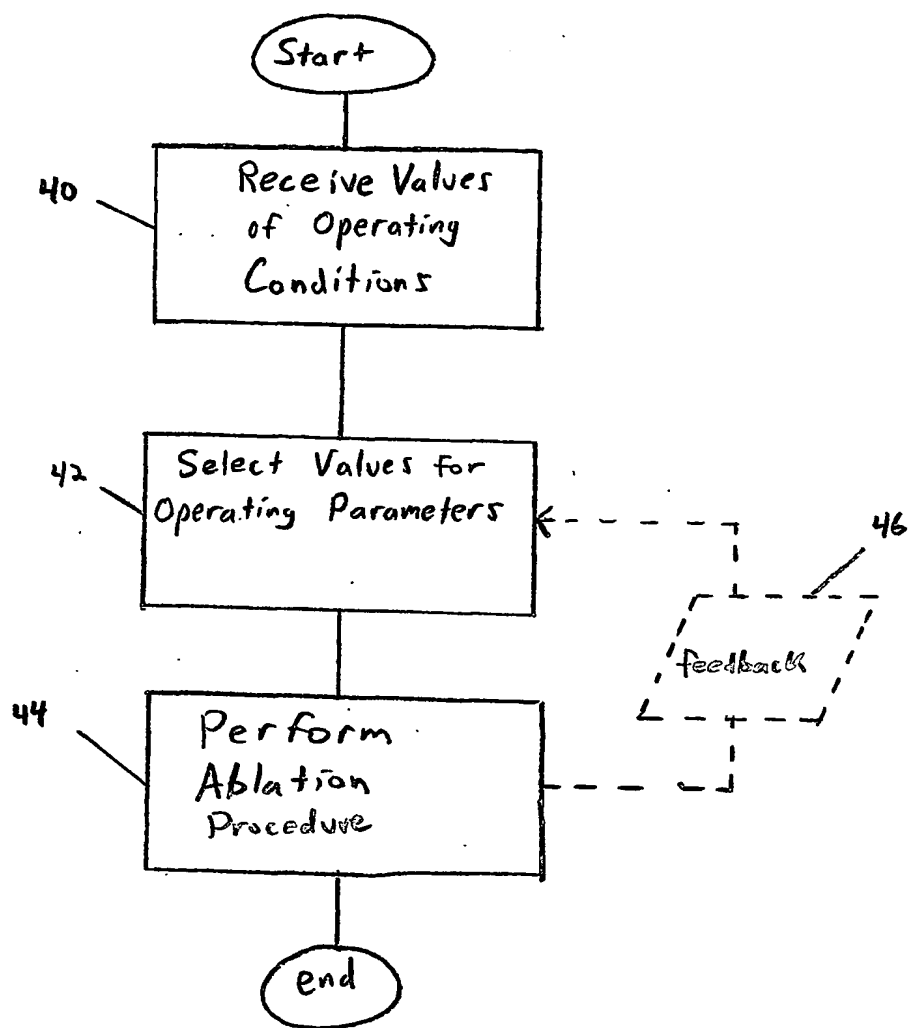 Start
40
Receive Values
of Operating
Conditions
42
Select Values for
Operating Parameters
46
feedback
44
Perform
Ablation
Procedure
end